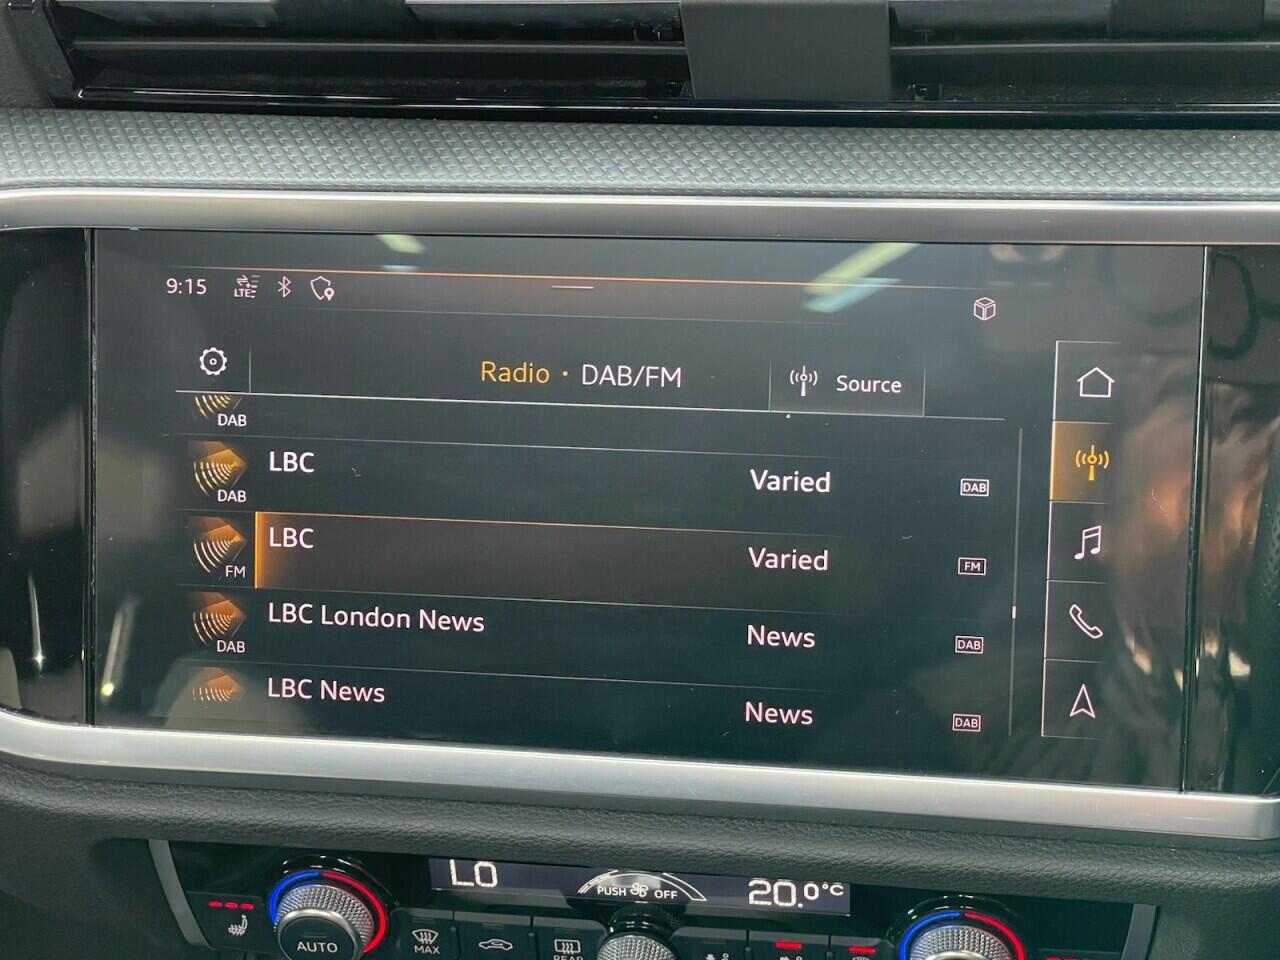 9:15 LTE
Radio · DAB/FM
Source
DAB
LBC Varied DAB
DAB
LBC Varied FM
FM
LBC London News News DAB
DAB
LBC News News DAB
LO PUSH OFF 20.0°C
AUTO MAX REAR